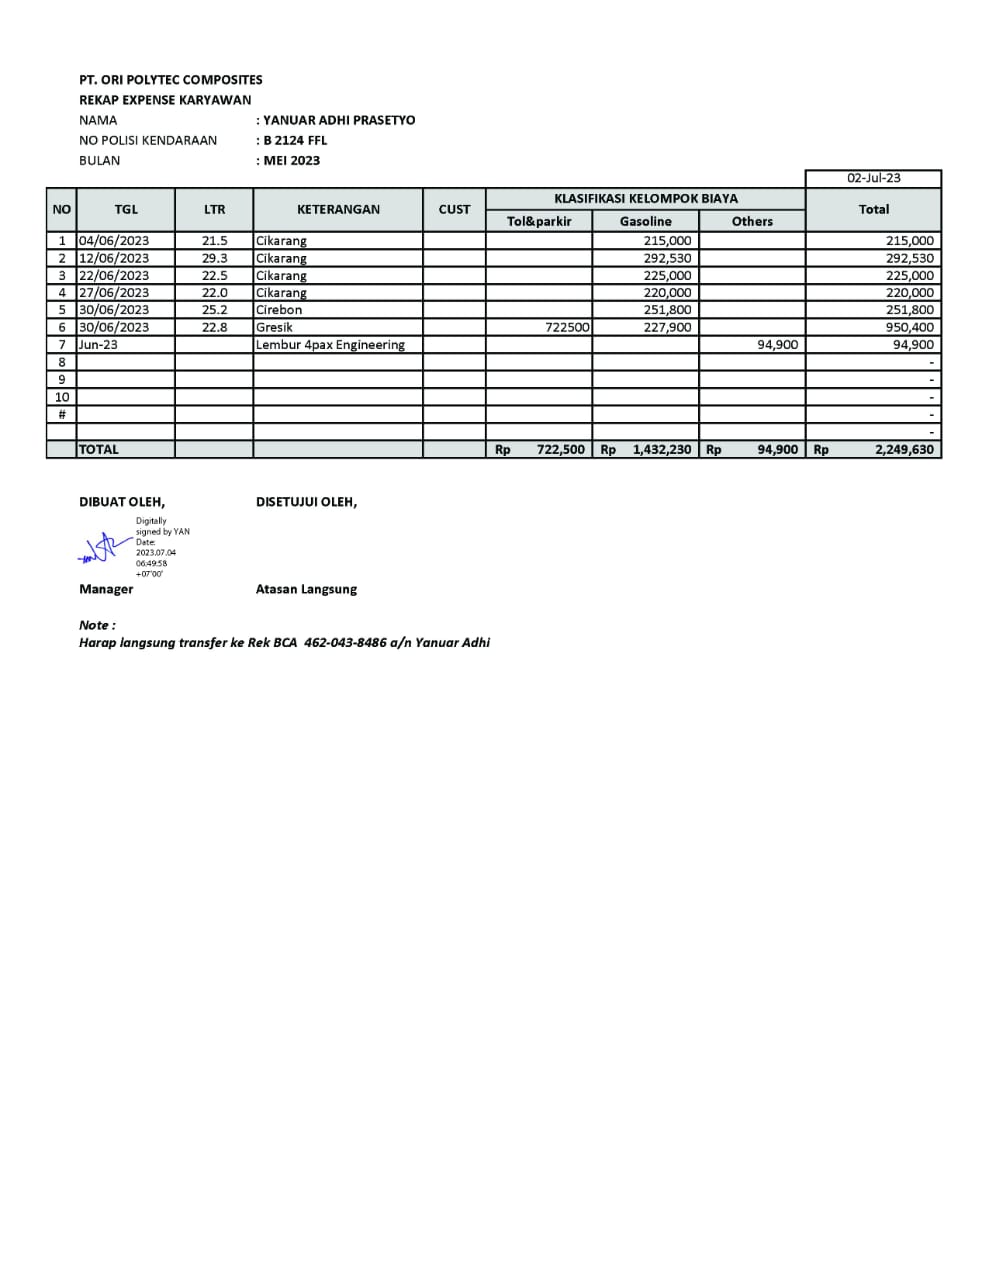 PT. ORI POLYTEC COMPOSITES
REKAP EXPENSE KARYAWAN
NAMA : YANUAR ADHI PRASETYO
NO POLISI KENDARAAN : B 2124 FFL
BULAN : MEI 2023
02-Jul-23
NO TGL LTR KETERANGAN CUST KLASIFIKASI KELOMPOK BIAYA Total
Tol&parkir Gasoline Others
1 04/06/2023 21.5 Cikarang 215,000 215,000
2 12/06/2023 29.3 Cikarang 292,530 292,530
3 22/06/2023 22.5 Cikarang 225,000 225,000
4 27/06/2023 22.0 Cikarang 220,000 220,000
5 30/06/2023 25.2 Cirebon 251,800 251,800
6 30/06/2023 22.8 Gresik 722500 227,900 950,400
7 Jun-23 Lembur 4pax Engineering 94,900 94,900
8 -
9 -
10 -
# -
-
TOTAL Rp 722,500 Rp 1,432,230 Rp 94,900 Rp 2,249,630
DIBUAT OLEH, DISETUJUI OLEH,
Digitally
signed by YAN
Date:
2023.07.04
06:49:58
+07'00'
Manager Atasan Langsung
Note :
Harap langsung transfer ke Rek BCA 462-043-8486 a/n Yanuar Adhi